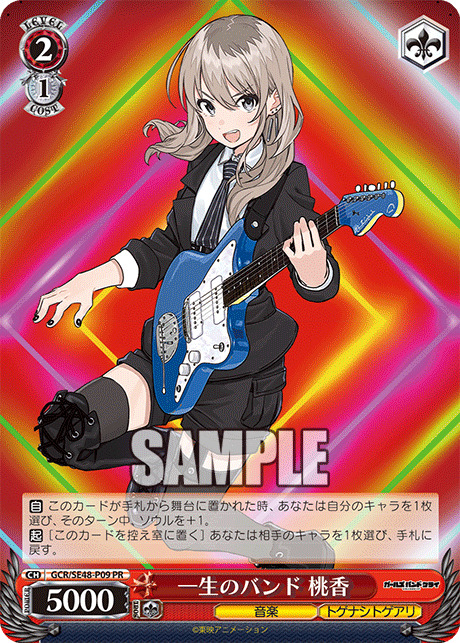 LEVEL
2
1
COST
SAMPLE
自 このカードが手札から舞台に置かれた時、あなたは自分のキャラを1枚
選び、そのターン中、ソウルを+1。
起 [このカードを控え室に置く] あなたは相手のキャラを1枚選び、手札に
戻す。
CH GCR/SE48-P09 PR
一生のバンド 桃香
ガールズバンドクライ
POWER
5000
SOUL
音楽
トゲナシトゲアリ
©東映アニメーション